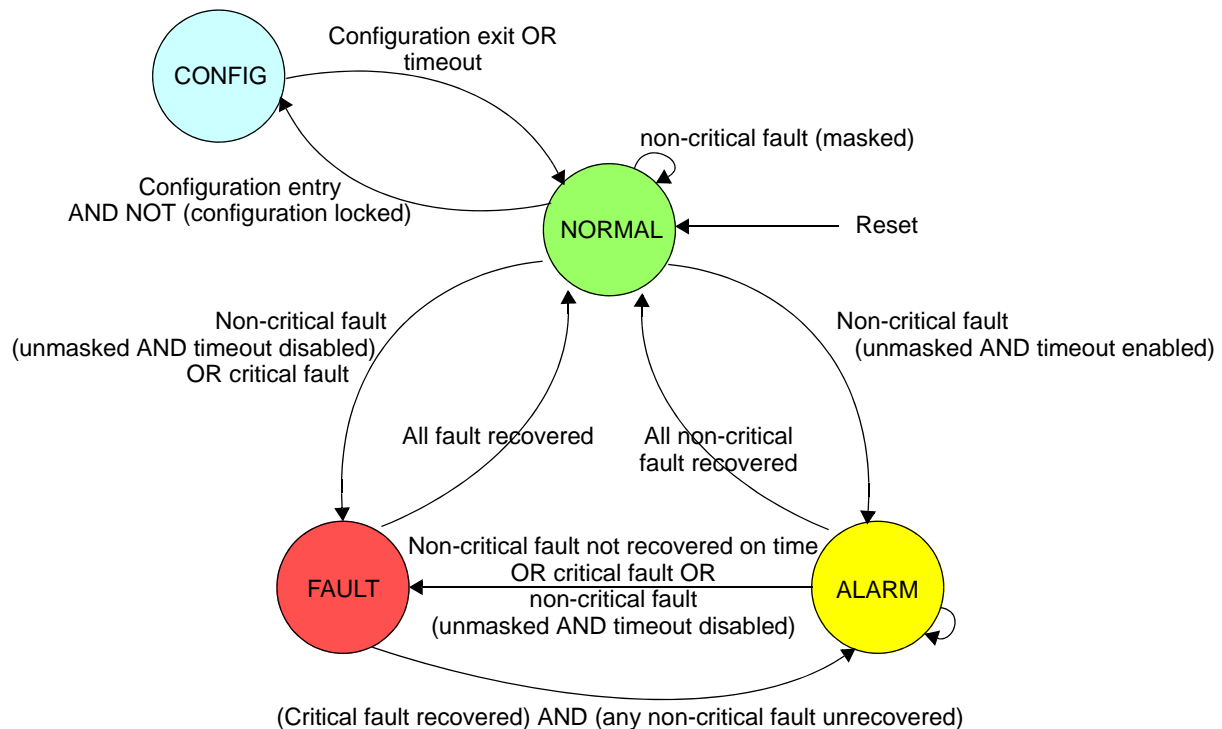 Configuration exit OR
timeout
CONFIG
non-critical fault (masked)
Configuration entry
AND NOT (configuration locked)
NORMAL
Reset
Non-critical fault
(unmasked AND timeout disabled)
OR critical fault
Non-critical fault
(unmasked AND timeout enabled)
All fault recovered
All non-critical
fault recovered
Non-critical fault not recovered on time
OR critical fault OR
non-critical fault
(unmasked AND timeout disabled)
FAULT
ALARM
(Critical fault recovered) AND (any non-critical fault unrecovered)